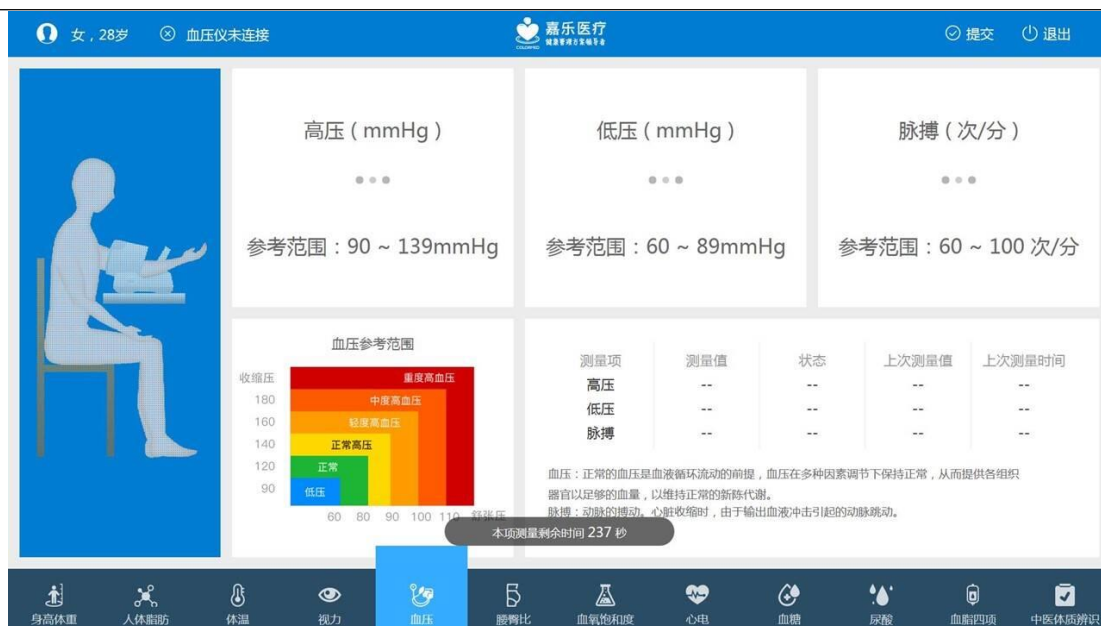 女，28岁
血压仪未连接
嘉乐医疗
健康管理方案领导者
COLORMED
提交
退出
高压（mmHg）
参考范围：90 ~ 139mmHg
低压（mmHg）
参考范围：60 ~ 89mmHg
脉搏（次/分）
参考范围：60 ~ 100 次/分
血压参考范围
收缩压
重度高血压
180
中度高血压
160
轻度高血压
140
正常高压
120
正常
90
低压
60 80 90 100 110 舒张压
测量项 测量值 状态 上次测量值 上次测量时间
高压 -- -- -- --
低压 -- -- -- --
脉搏 -- -- -- --
血压：正常的血压是血液循环流动的前提，血压在多种因素调节下保持正常，从而提供各组织
器官以足够的血量，以维持正常的新陈代谢。
脉搏：动脉的搏动。心脏收缩时，由于输出血液冲击引起的动脉跳动。
本项测量剩余时间 237 秒
身高体重 人体脂肪 体温 视力 血压 腰臀比 血氧饱和度 心电 血糖 尿酸 血脂四项 中医体质辨识